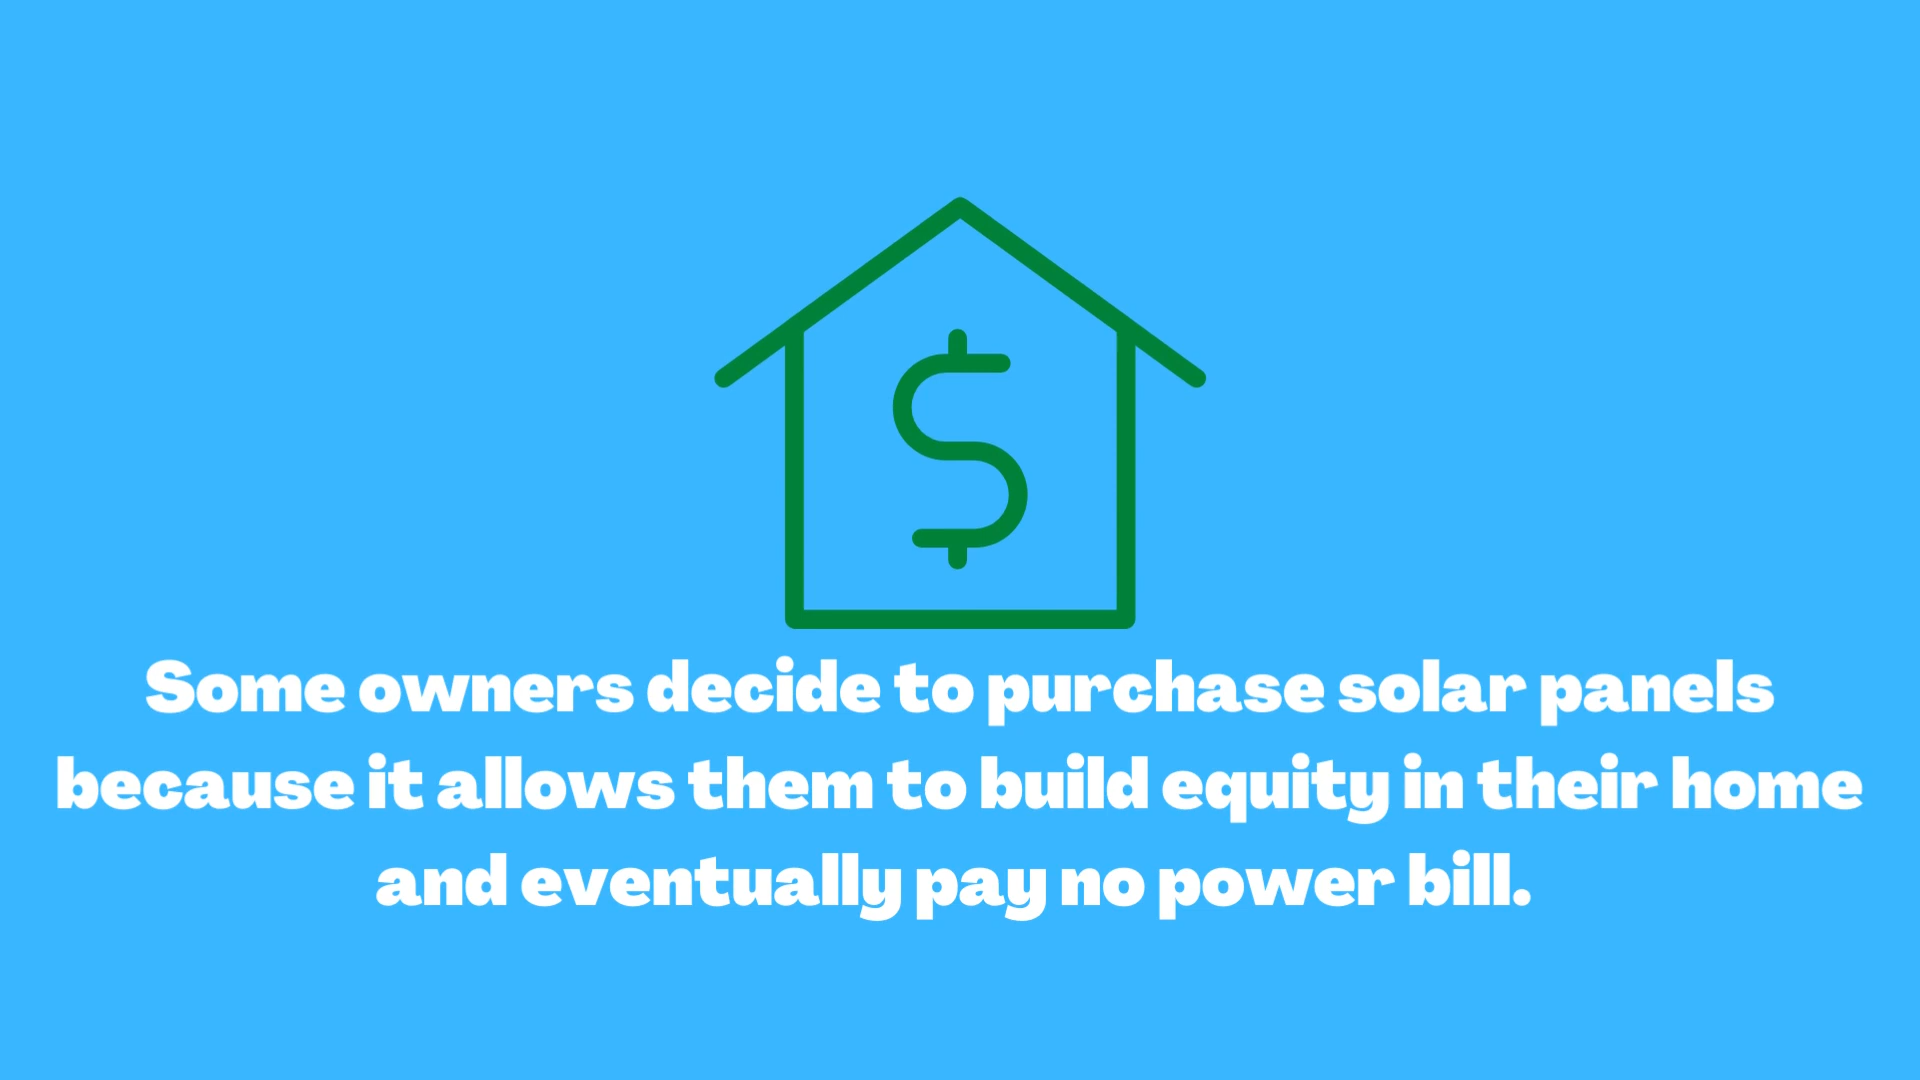 $
Some owners decide to purchase solar panels
because it allows them to build equity in their home
and eventually pay no power bill.